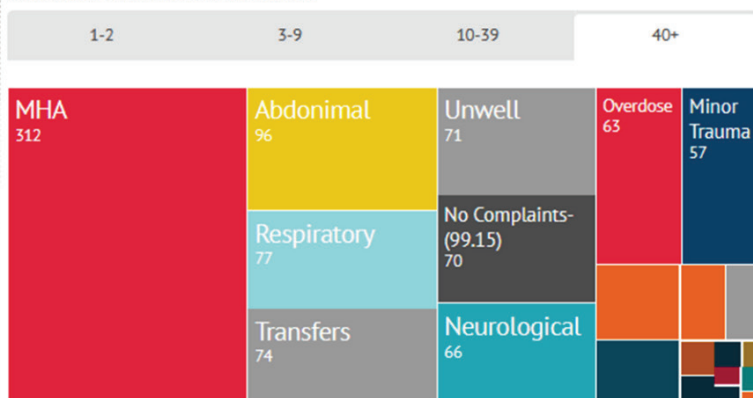 1-2
3-9
10-39
40+
MHA
312
Abdonimal
96
Respiratory
77
Transfers
74
Unwell
71
No Complaints-
(99.15)
70
Neurological
66
Overdose
63
Minor
Trauma
57